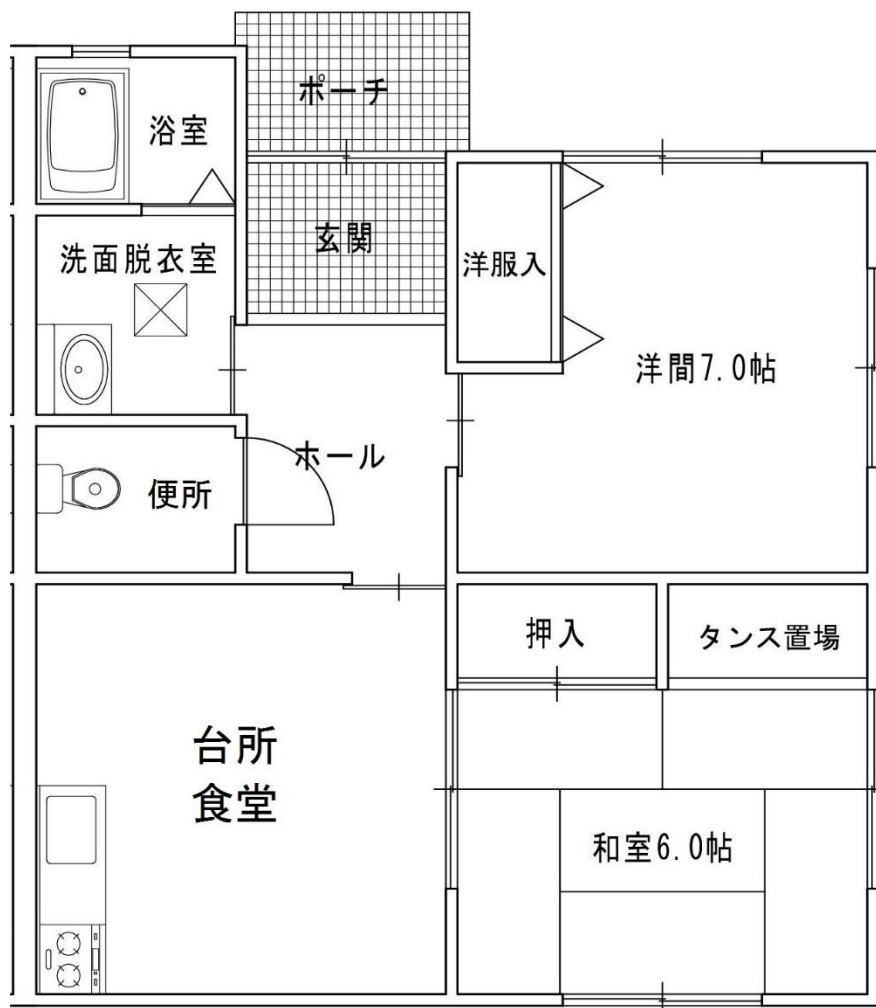 ポーチ
浴室
玄関
洗面脱衣室
洋服入
洋間7.0帖
ホール
便所
押入
タンス置場
台所
食堂
和室6.0帖